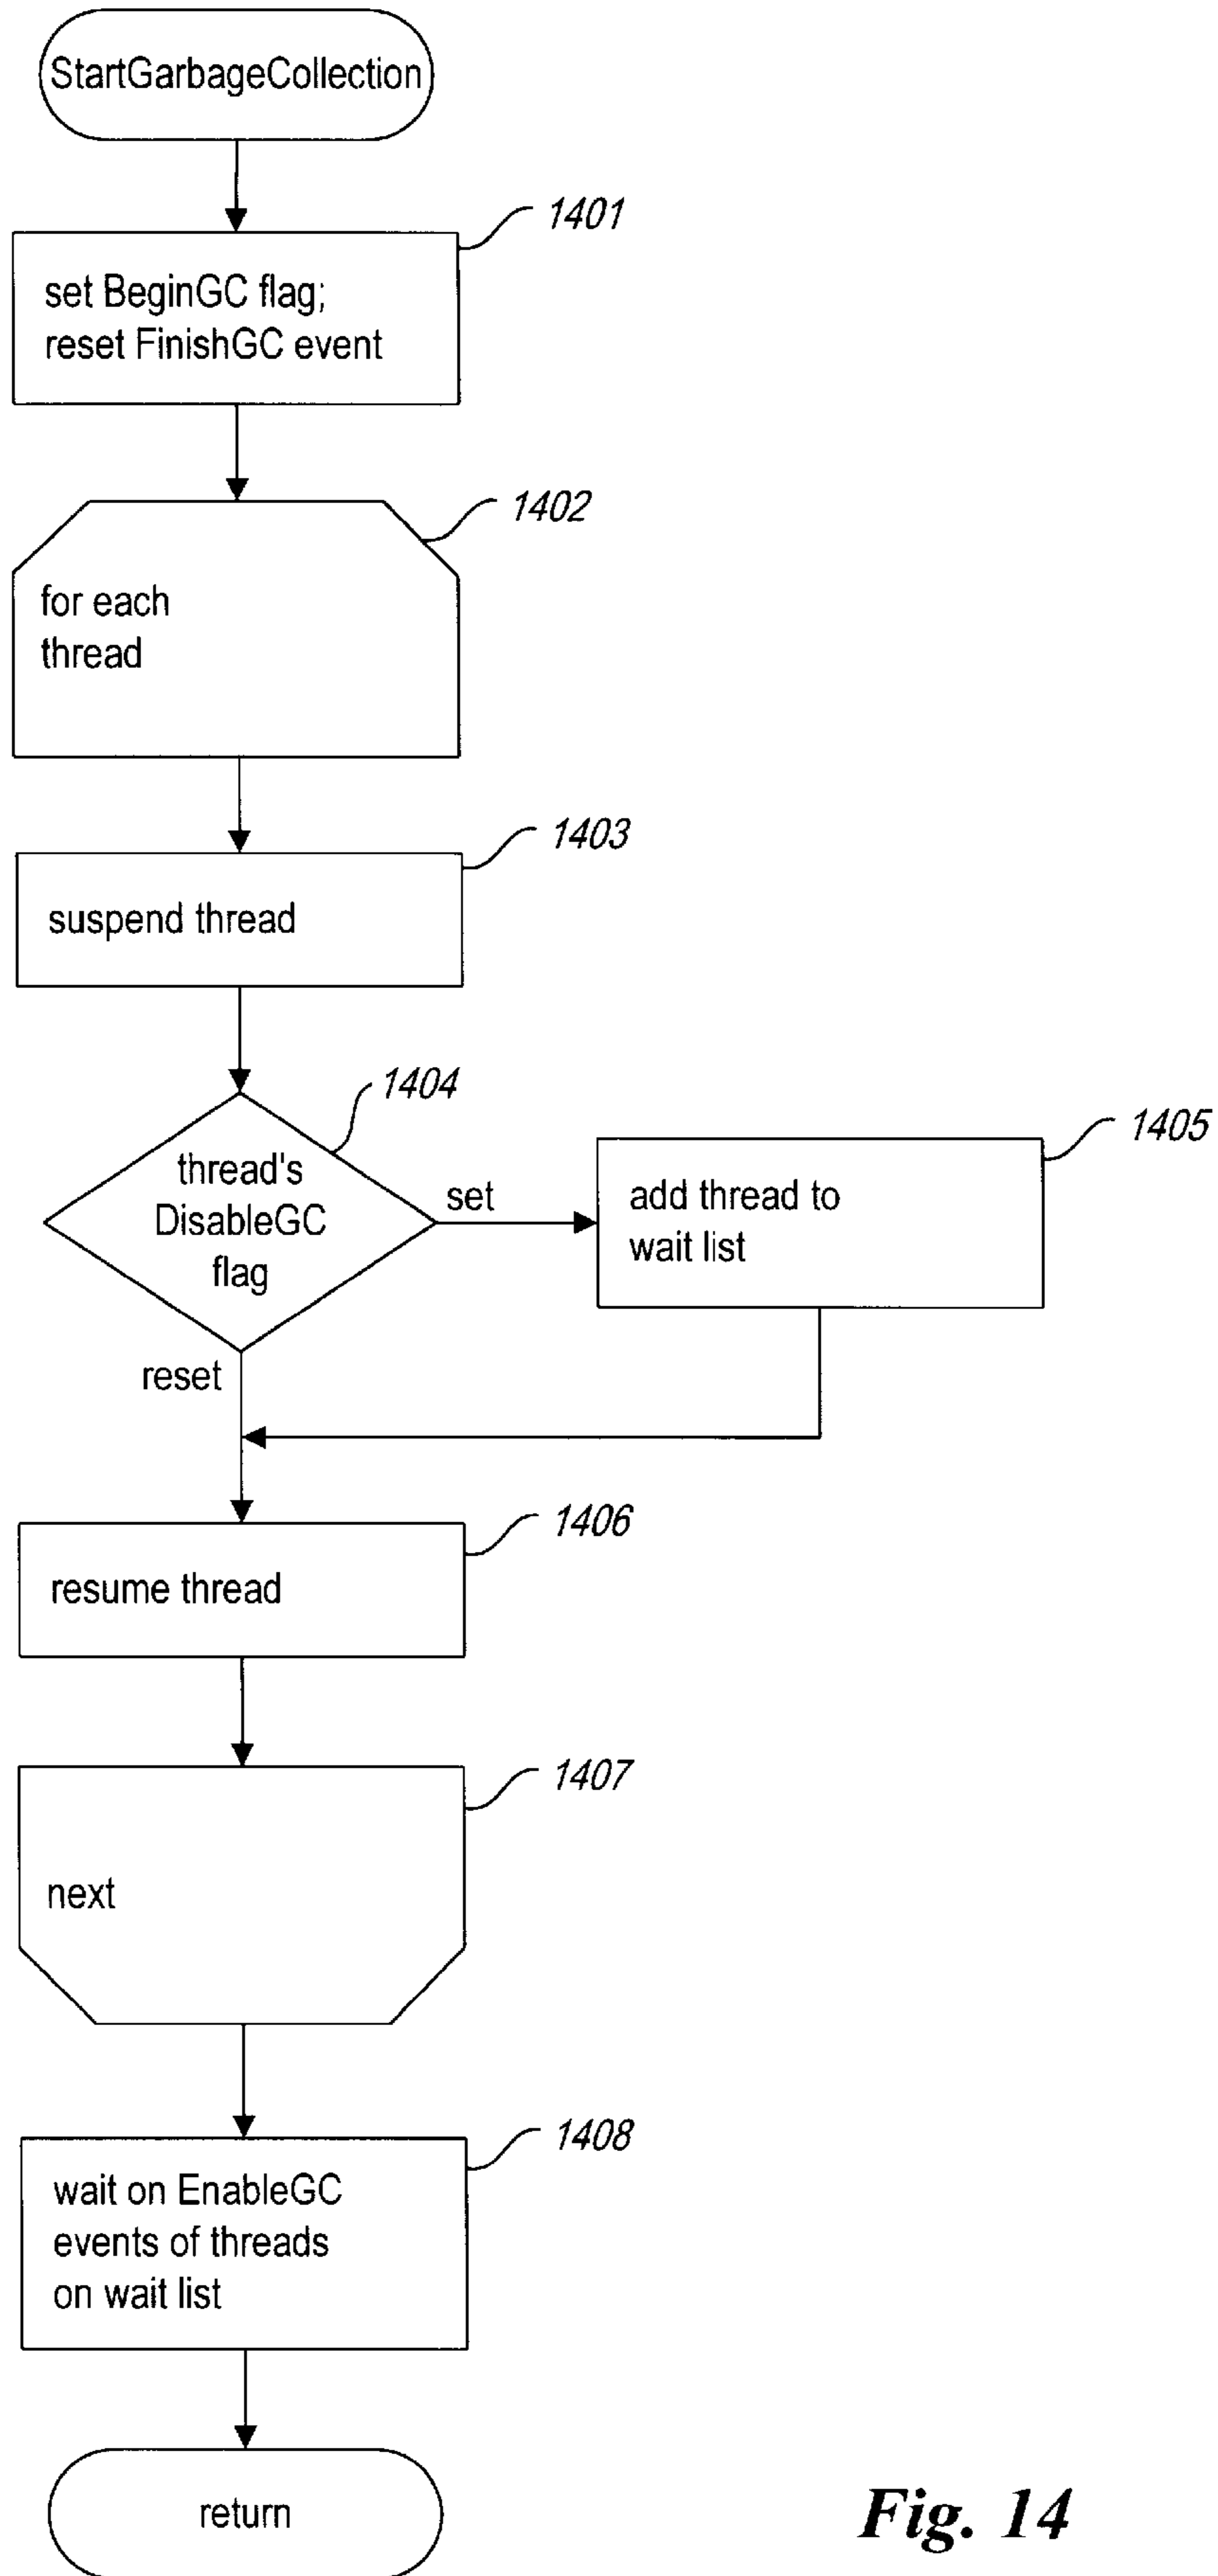 StartGarbageCollection
1401
set BeginGC flag;
reset FinishGC event
1402
for each
thread
1403
suspend thread
1404
thread's
DisableGC
flag
set
1405
add thread to
wait list
reset
1406
resume thread
1407
next
1408
wait on EnableGC
events of threads
on wait list
return
Fig. 14